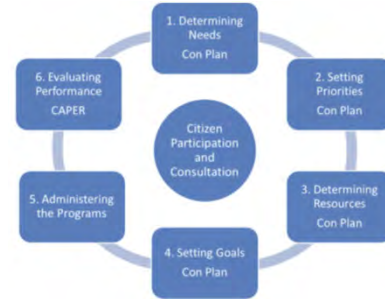 1. Determining
Needs
Con Plan
2. Setting
Priorities
Con Plan
3. Determining
Resources
Con Plan
4. Setting Goals
Con Plan
5. Administering
the Programs
6. Evaluating
Performance
CAPER
Citizen
Participation
and
Consultation